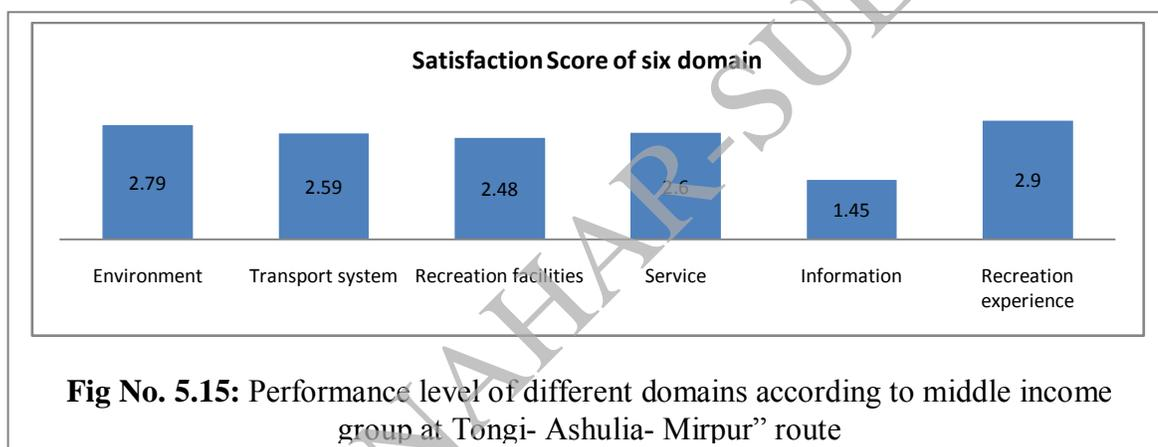 Satisfaction Score of six domain
2.79
2.59
2.48
2.6
1.45
2.9
Environment
Transport system
Recreation facilities
Service
Information
Recreation
experience
Fig No. 5.15: Performance level of different domains according to middle income
group at Tongi- Ashulia- Mirpur” route
NAHAR-SUL